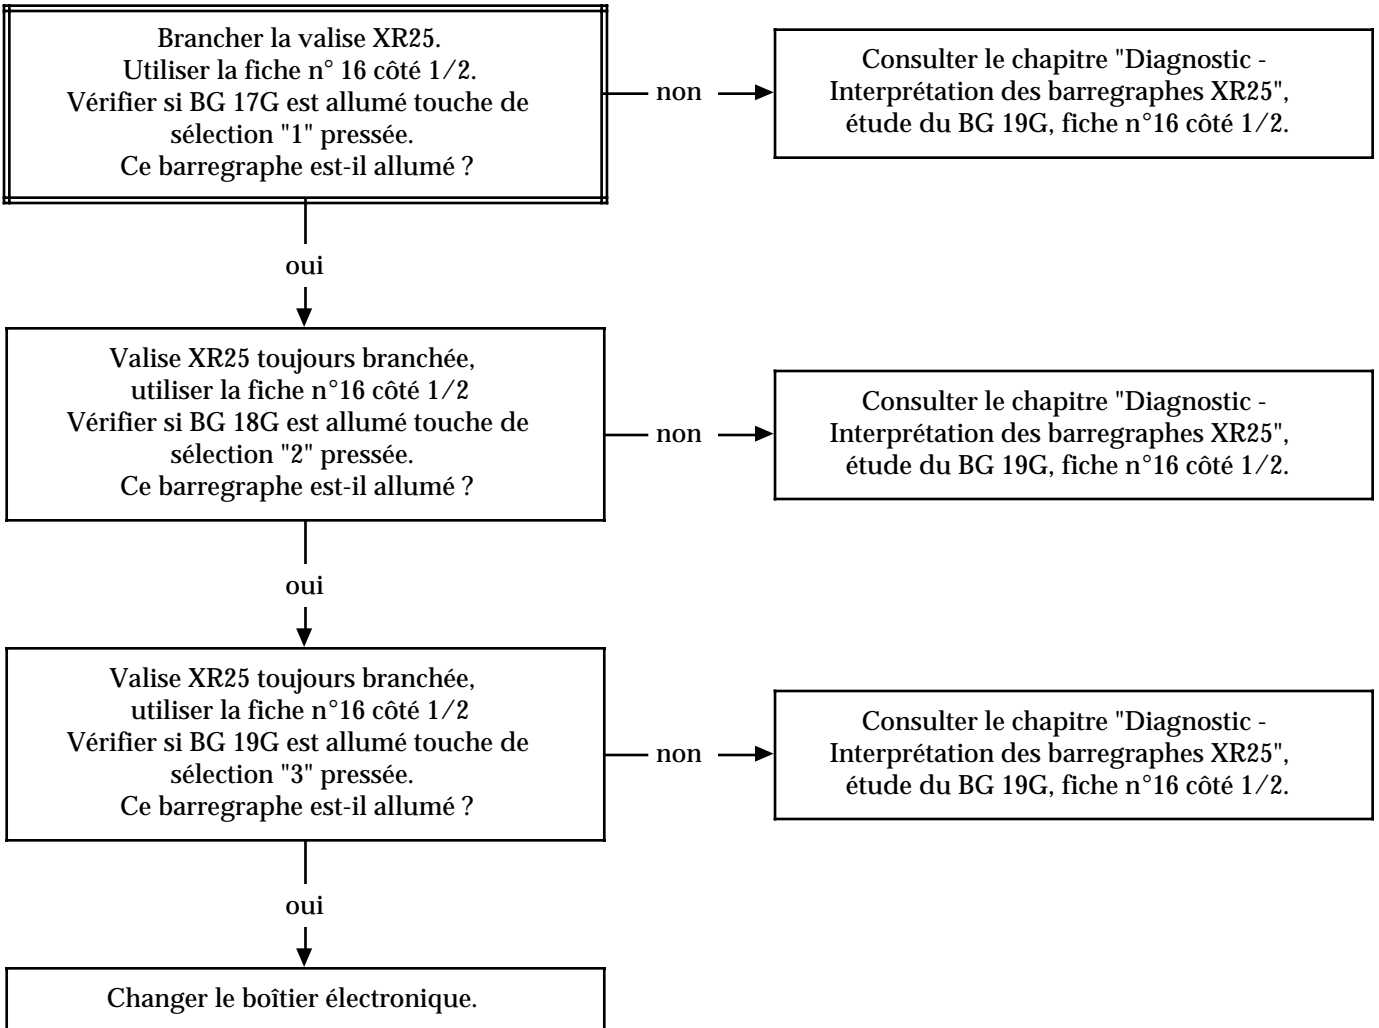 Brancher la valise XR25.
Utiliser la fiche n° 16 côté 1/2.
Vérifier si BG 17G est allumé touche de
sélection "1" pressée.
Ce barregraphe est-il allumé ?
non
Consulter le chapitre "Diagnostic -
Interprétation des barregraphes XR25",
étude du BG 19G, fiche n°16 côté 1/2.
oui
Valise XR25 toujours branchée,
utiliser la fiche n°16 côté 1/2
Vérifier si BG 18G est allumé touche de
sélection "2" pressée.
Ce barregraphe est-il allumé ?
non
Consulter le chapitre "Diagnostic -
Interprétation des barregraphes XR25",
étude du BG 19G, fiche n°16 côté 1/2.
oui
Valise XR25 toujours branchée,
utiliser la fiche n°16 côté 1/2
Vérifier si BG 19G est allumé touche de
sélection "3" pressée.
Ce barregraphe est-il allumé ?
non
Consulter le chapitre "Diagnostic -
Interprétation des barregraphes XR25",
étude du BG 19G, fiche n°16 côté 1/2.
oui
Changer le boîtier électronique.